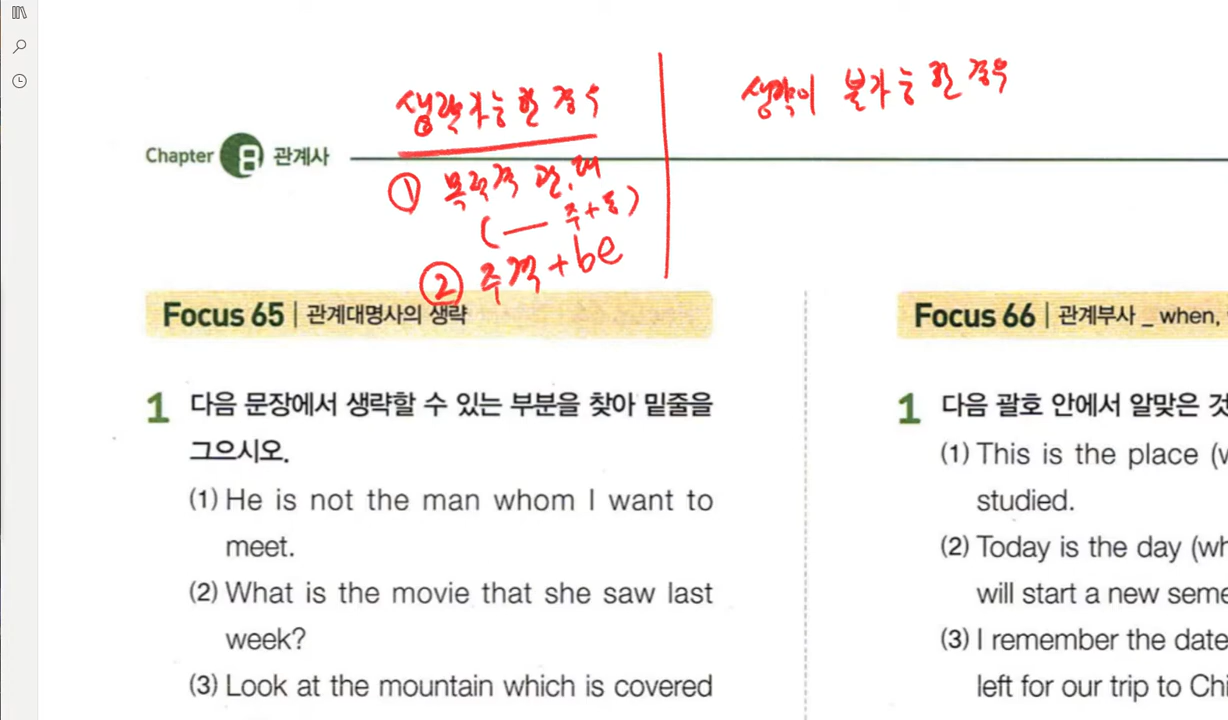 생략가능한 경우
생략이 불가능한 경우
Chapter 8 관계사
① 목적격 관.대
( — 주+동)
② 주격+be
Focus 65 | 관계대명사의 생략
1 다음 문장에서 생략할 수 있는 부분을 찾아 밑줄을
그으시오.
(1) He is not the man whom I want to
meet.
(2) What is the movie that she saw last
week?
(3) Look at the mountain which is covered
Focus 66 | 관계부사 _ when,
1 다음 괄호 안에서 알맞은 것
(1) This is the place (w
studied.
(2) Today is the day (wh
will start a new seme
(3) I remember the date
left for our trip to Chi